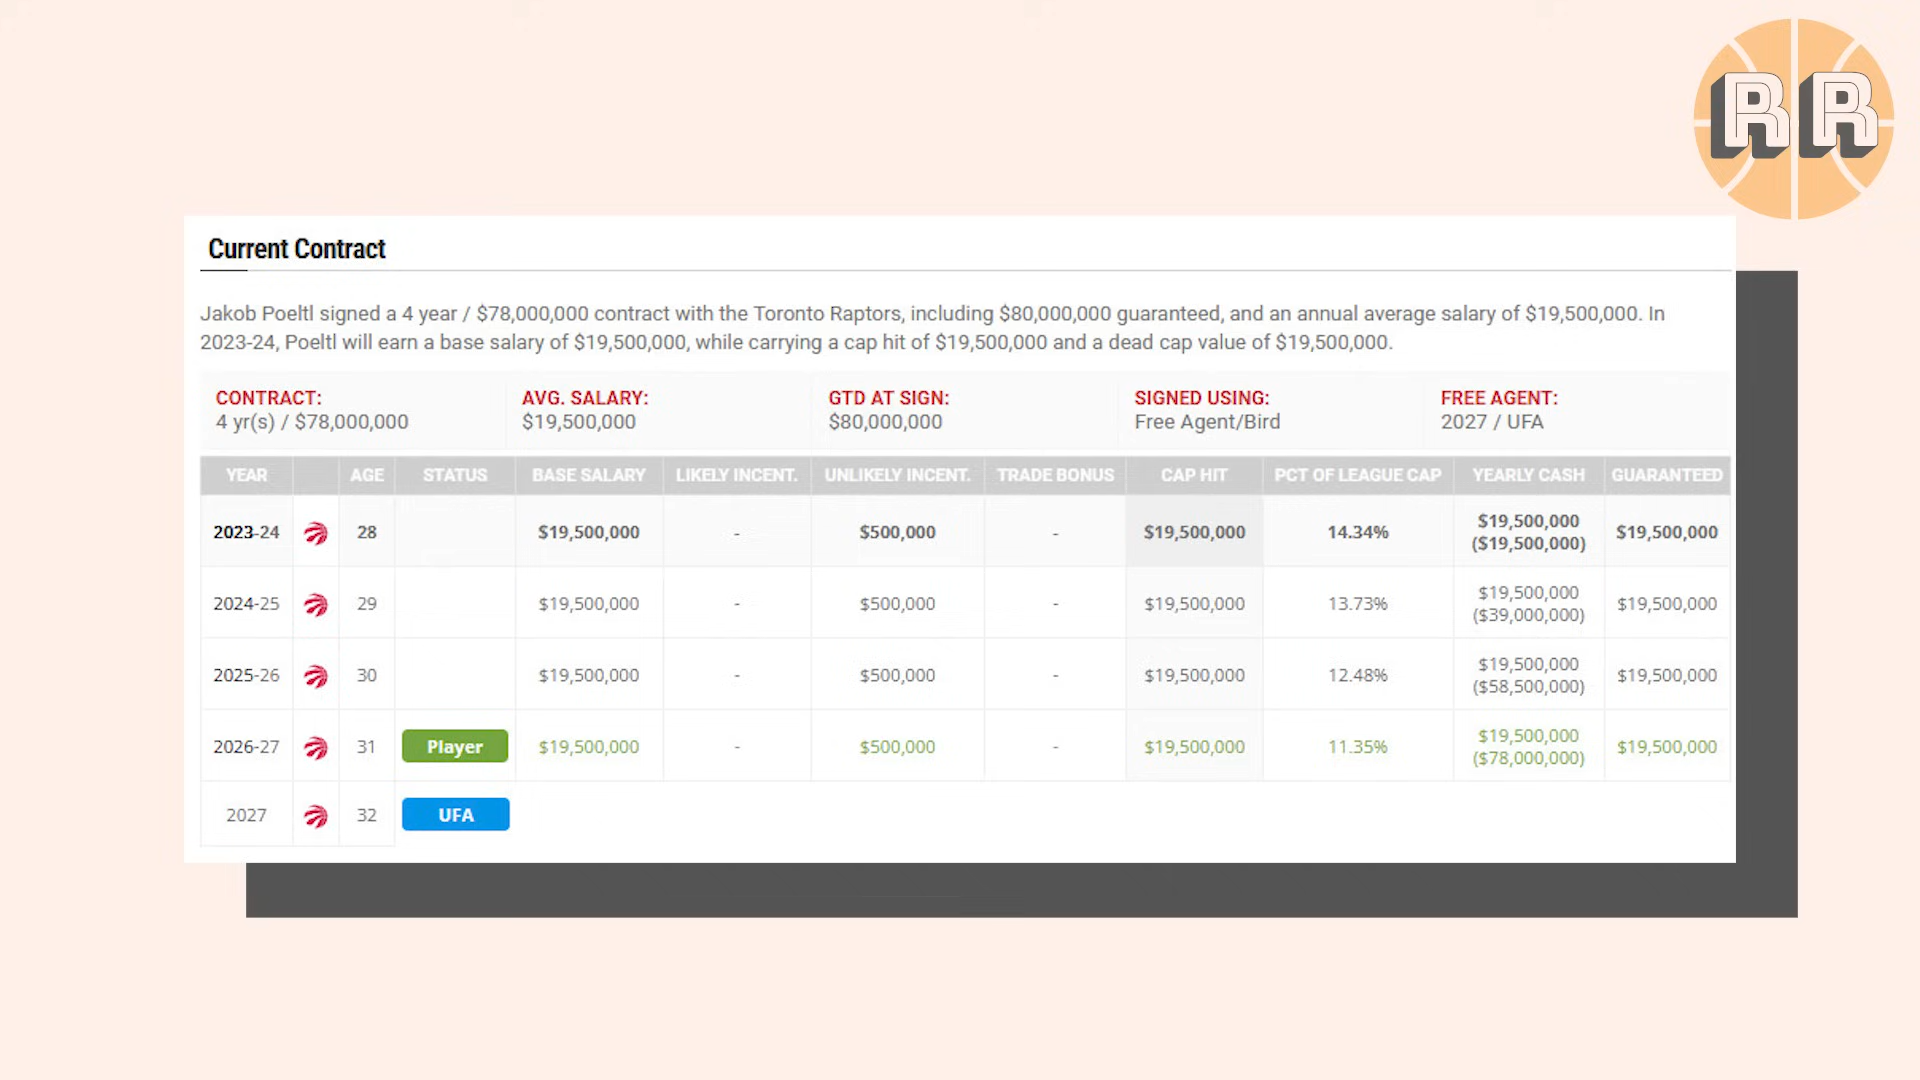 RR
Current Contract
Jakob Poeltl signed a 4 year / $78,000,000 contract with the Toronto Raptors, including $80,000,000 guaranteed, and an annual average salary of $19,500,000. In
2023-24, Poeltl will earn a base salary of $19,500,000, while carrying a cap hit of $19,500,000 and a dead cap value of $19,500,000.
CONTRACT: AVG. SALARY: GTD AT SIGN: SIGNED USING: FREE AGENT:
4 yr(s) / $78,000,000 $19,500,000 $80,000,000 Free Agent/Bird 2027 / UFA
YEAR AGE STATUS BASE SALARY LIKELY INCENT. UNLIKELY INCENT. TRADE BONUS CAP HIT PCT OF LEAGUE CAP YEARLY CASH GUARANTEED
2023-24 28 $19,500,000 - $500,000 - $19,500,000 14.34% $19,500,000 ($19,500,000) $19,500,000
2024-25 29 $19,500,000 - $500,000 - $19,500,000 13.73% $19,500,000 ($39,000,000) $19,500,000
2025-26 30 $19,500,000 - $500,000 - $19,500,000 12.48% $19,500,000 ($58,500,000) $19,500,000
2026-27 31 Player $19,500,000 - $500,000 - $19,500,000 11.35% $19,500,000 ($78,000,000) $19,500,000
2027 32 UFA